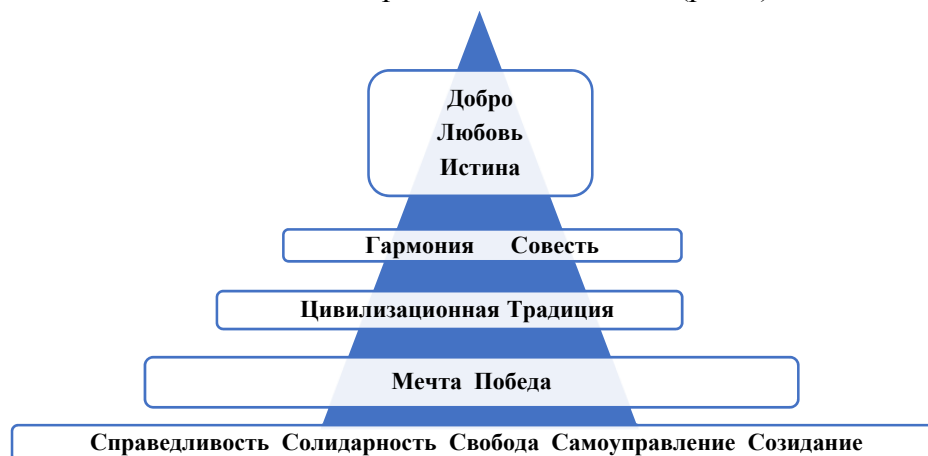 Добро
Любовь
Истина
Гармония Совесть
Цивилизационная Традиция
Мечта Победа
Справедливость Солидарность Свобода Самоуправление Созидание